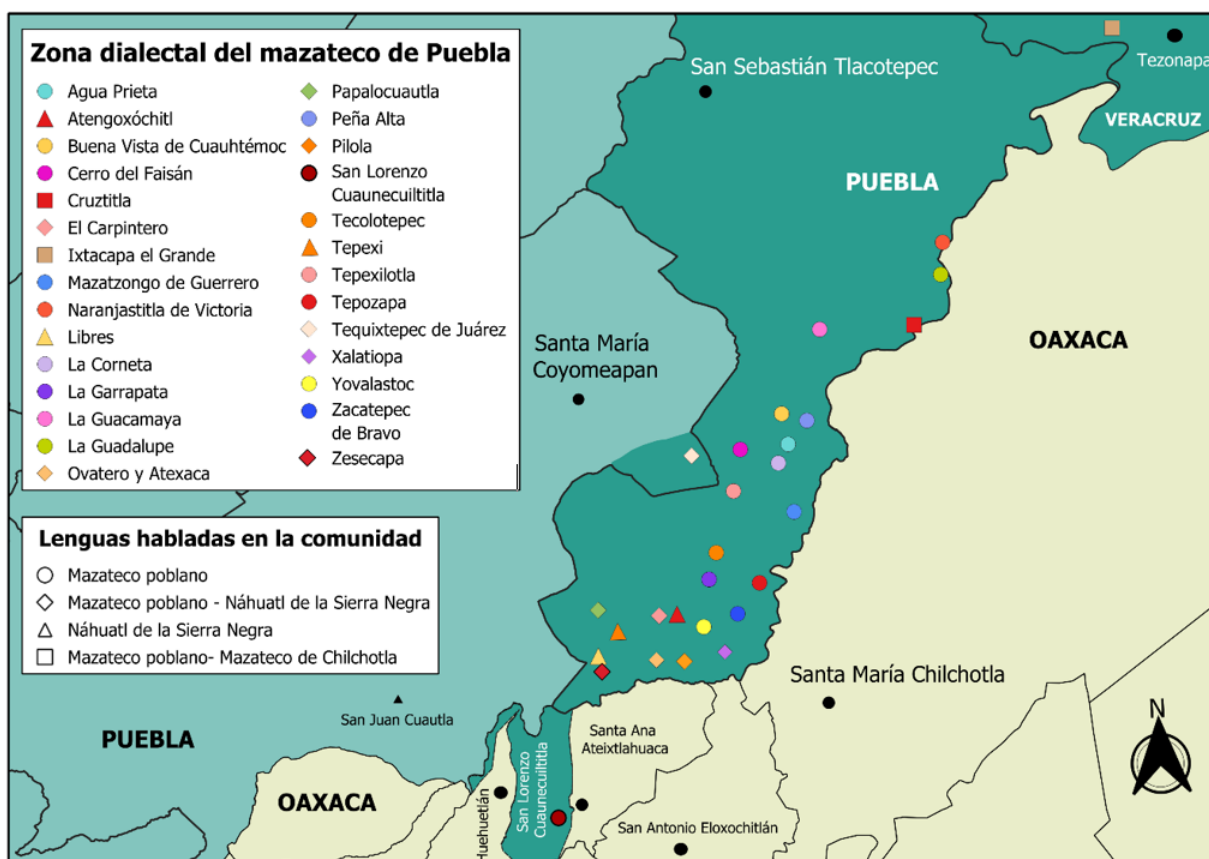 Zona dialectal del mazateco de Puebla
Agua Prieta
Atengoxóchitl
Buena Vista de Cuauhtémoc
Cerro del Faisán
Cruztitla
El Carpintero
Ixtacapa el Grande
Mazatzongo de Guerrero
Naranjastitla de Victoria
Libres
La Corneta
La Garrapata
La Guacamaya
La Guadalupe
Ovatero y Atexaca
Papalocuautla
Peña Alta
Pilola
San Lorenzo
Cuaunecuiltitla
Tecolotepec
Tepexi
Tepexilotla
Tepozapa
Tequixtepec de Juárez
Xalatiopa
Yovalastoc
Zacatepec
de Bravo
Zesecapa
Lenguas habladas en la comunidad
Mazateco poblano
Mazateco poblano - Náhuatl de la Sierra Negra
Náhuatl de la Sierra Negra
Mazateco poblano- Mazateco de Chilchotla
San Sebastián Tlacotepec
Tezonapa
VERACRUZ
PUEBLA
OAXACA
Santa María
Coyomeapan
Santa María Chilchotla
San Juan Cuautla
PUEBLA
OAXACA
Huehuetlán
San Lorenzo
Cuaunecuiltitla
Santa Ana
Ateixtlahuaca
San Antonio Eloxochitlán
N